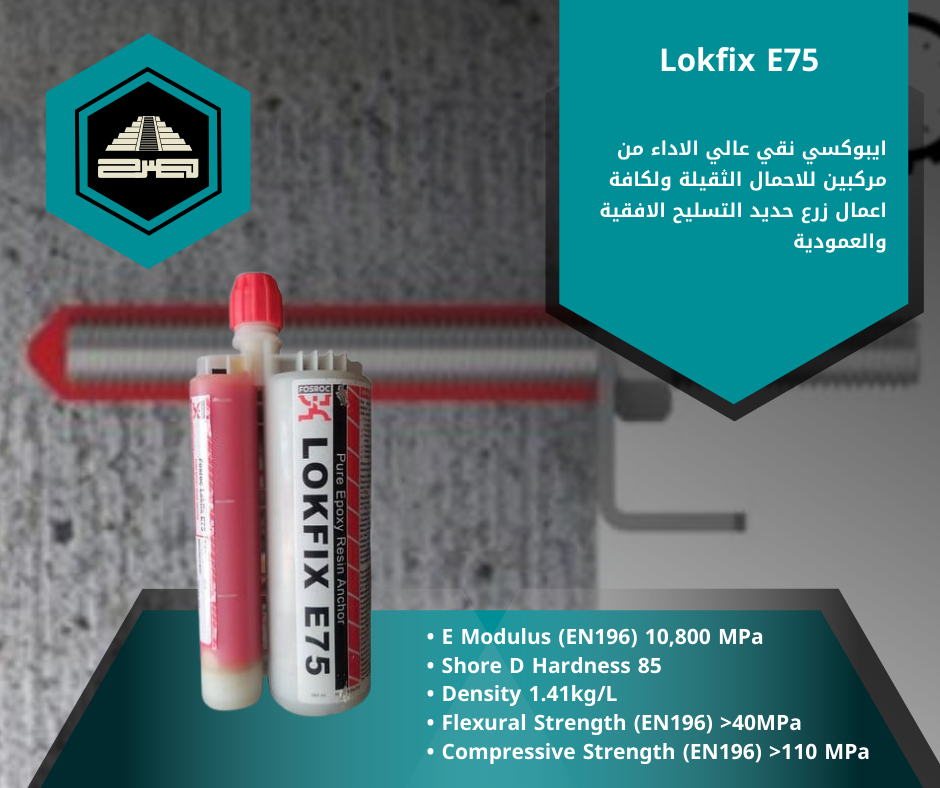 Lokfix E75
ايبوكسي نقي عالي الاداء من
مركبين للاحمال الثقيلة ولكافة
اعمال زرع حديد التسليح الافقية
والعمودية
صرح
FOSROC
LOKFIX E75
Pure Epoxy Resin Anchor
• E Modulus (EN196) 10,800 MPa
• Shore D Hardness 85
• Density 1.41kg/L
• Flexural Strength (EN196) >40MPa
• Compressive Strength (EN196) >110 MPa